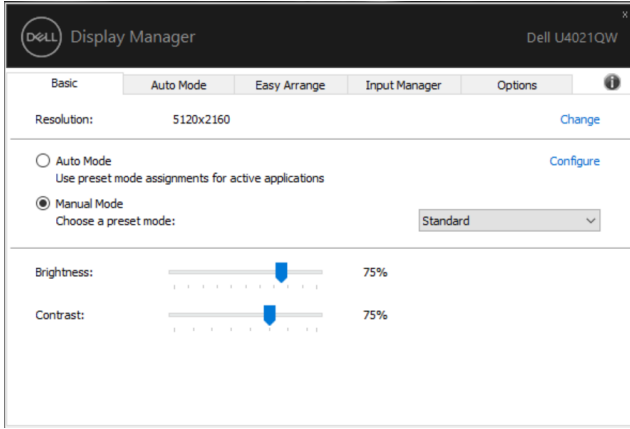 DELL Display Manager
Dell U4021QW
x
Basic Auto Mode Easy Arrange Input Manager Options i
Resolution: 5120x2160 Change
Auto Mode Configure
Use preset mode assignments for active applications
Manual Mode
Choose a preset mode: Standard
Brightness: 75%
Contrast: 75%